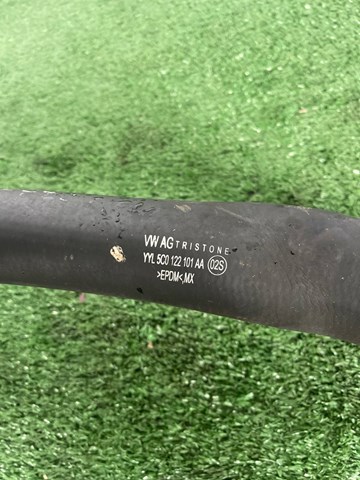 VW AG TRISTONE
YYL 5C0 122 101 AA 02S
>EPDM<,MX